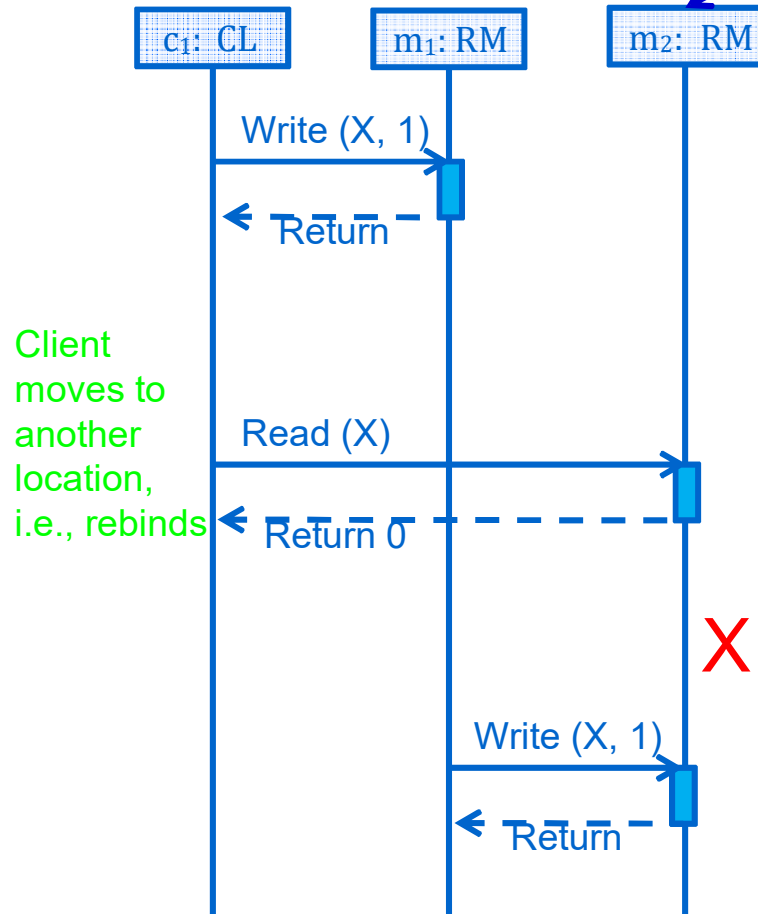 c₁: CL
m₁: RM
m₂: RM
Write (X, 1)
Return
Client
moves to
another
location,
i.e., rebinds
Read (X)
Return 0
X
Write (X, 1)
Return